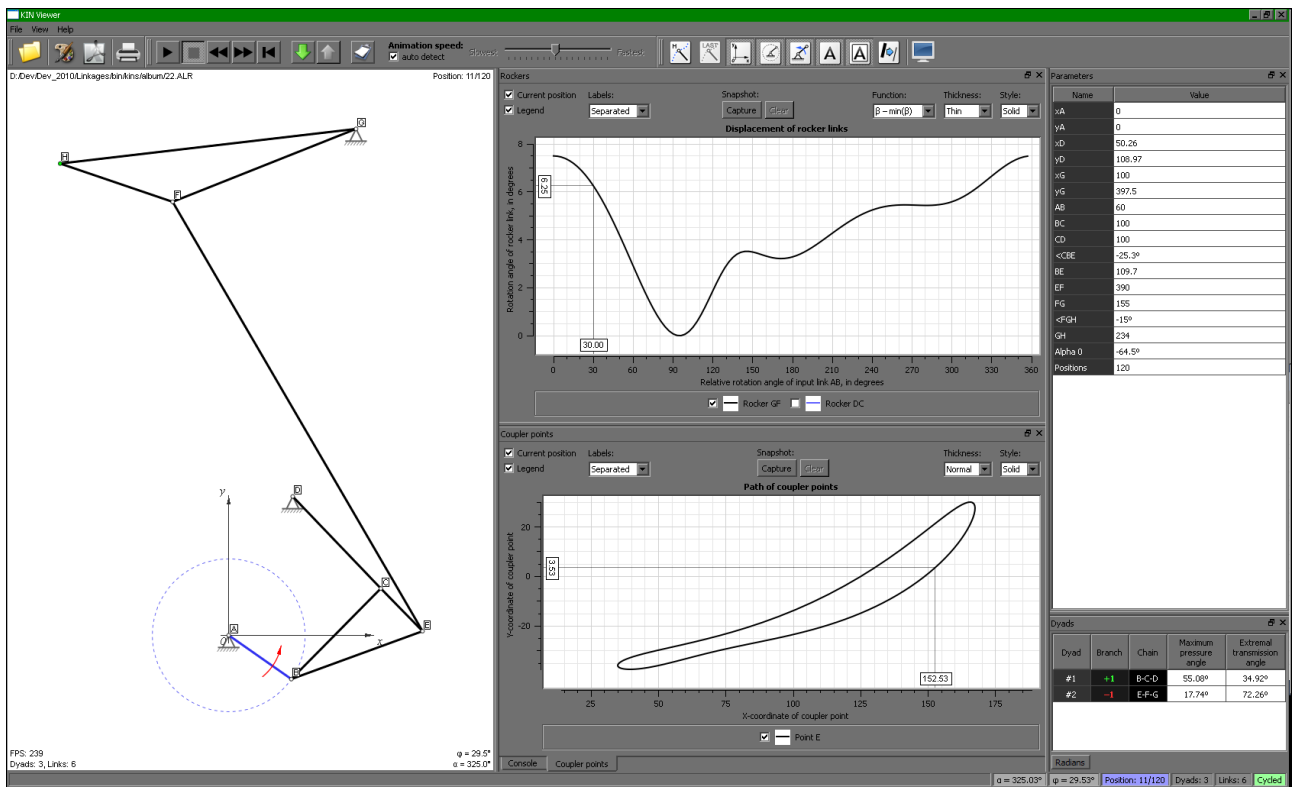 KIN Viewer
File View Help
Animation speed:
auto detect
Slowest
Fastest
LAST
A
A
D:/Dev/Dev_2010/Linkages/bin/kins/album/22.ALR
Position: 11/120
G
H
F
y
D
C
A
O
x
E
B
FPS: 239
Dyads: 3, Links: 6
φ = 29.5°
α = 325.0°
Rockers
Current position
Legend
Labels:
Separated
Snapshot:
Capture Clear
Function:
β – min(β)
Thickness:
Thin
Style:
Solid
Displacement of rocker links
Rotation angle of rocker link, in degrees
8
6
4
2
0
6.25
30.00
0 30 60 90 120 150 180 210 240 270 300 330 360
Relative rotation angle of input link AB, in degrees
Rocker GF Rocker DC
Coupler points
Current position
Legend
Labels:
Separated
Snapshot:
Capture Clear
Thickness:
Normal
Style:
Solid
Path of coupler points
Y-coordinate of coupler point
20
0
-20
3.53
152.53
25 50 75 100 125 150 175
X-coordinate of coupler point
Point E
Console Coupler points
Parameters
Name Value
xA 0
yA 0
xD 50.26
yD 108.97
xG 100
yG 397.5
AB 60
BC 100
CD 100
<CBE -25.3º
BE 109.7
EF 390
FG 155
<FGH -15º
GH 234
Alpha 0 -64.5º
Positions 120
Dyads
Dyad Branch Chain Maximum pressure angle Extremal transmission angle
#1 +1 B-C-D 55.08º 34.92º
#2 −1 E-F-G 17.74º 72.26º
Radians
α = 325.03° φ = 29.53° Position: 11/120 Dyads: 3 Links: 6 Cycled